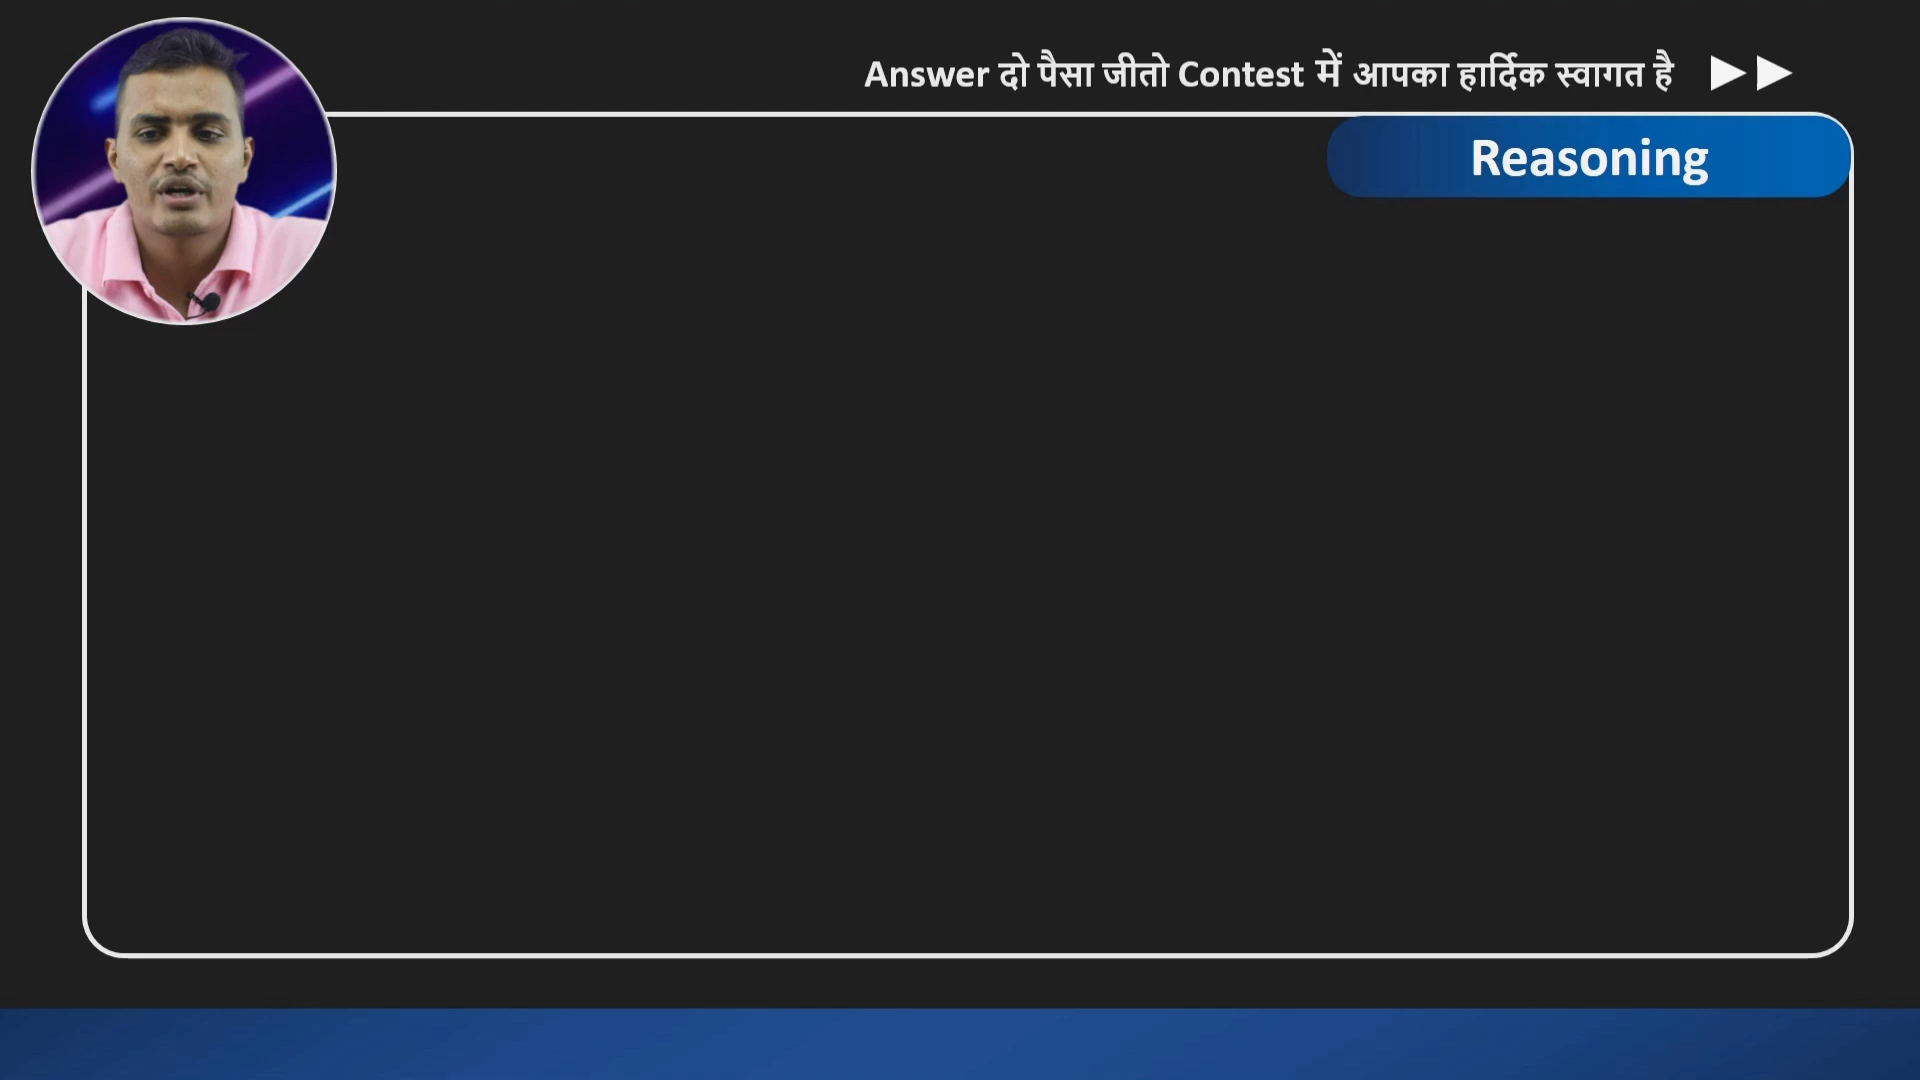 Answer दो पैसा जीतो Contest में आपका हार्दिक स्वागत है
Reasoning